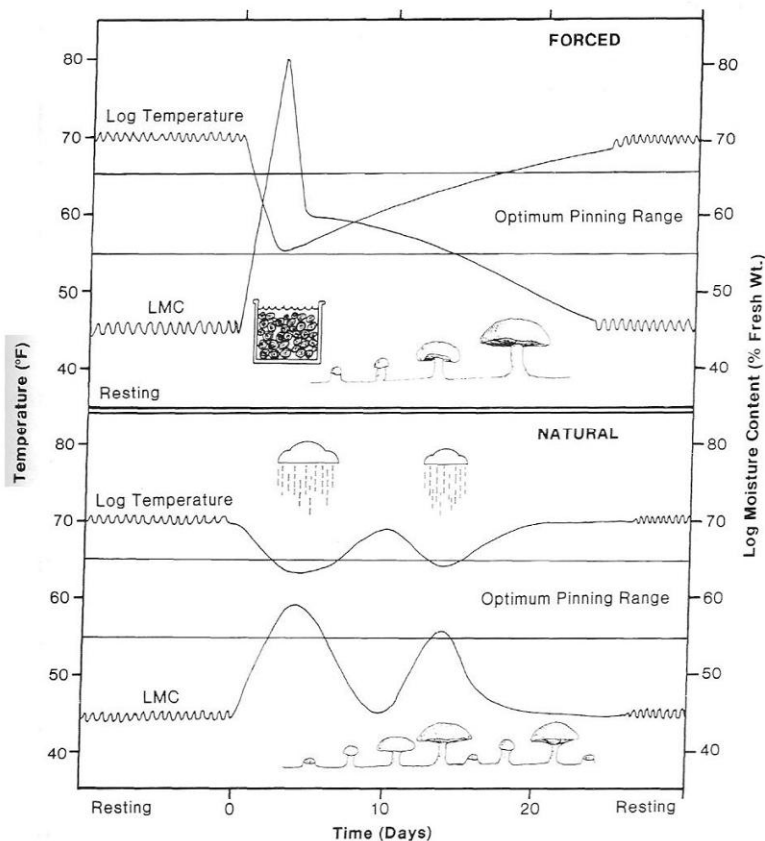 FORCED
80
80
Log Temperature
70
70
60
60
Optimum Pinning Range
50
50
LMC
40
40
Resting
NATURAL
80
80
Log Temperature
70
70
60
60
Optimum Pinning Range
50
50
LMC
40
40
Resting
0
10
20
Resting
Time (Days)
Temperature (°F)
Log Moisture Content (% Fresh Wt.)